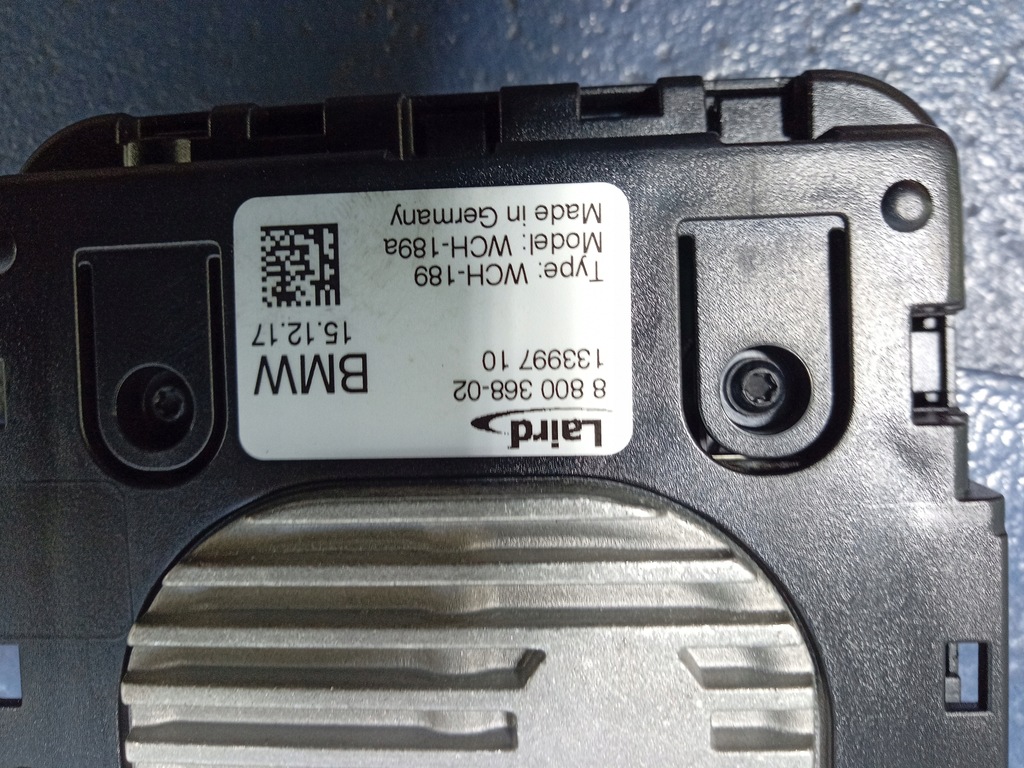 Laird
8 800 368-02
133997 10
BMW
15.12.17
Type: WCH-189
Model: WCH-189a
Made in Germany